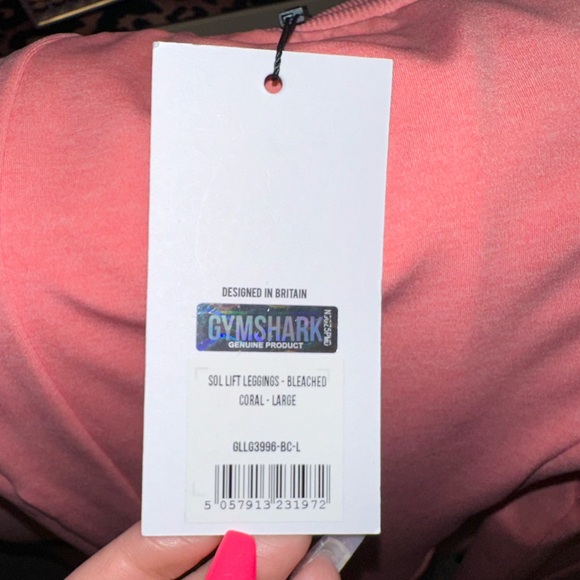 DESIGNED IN BRITAIN
GYMSHARK
GENUINE PRODUCT
SOL LIFT LEGGINGS - BLEACHED
CORAL - LARGE
GLLG3996-BC-L
5 057913 231972